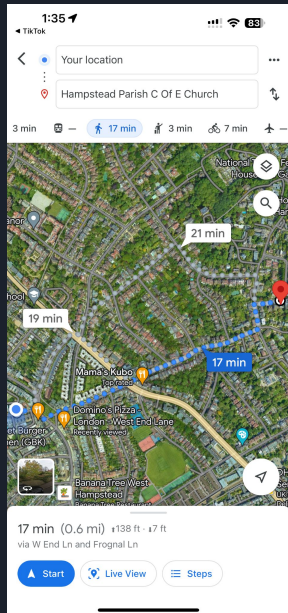 1:35
83
◀ TikTok
Your location
Hampstead Parish C Of E Church
3 min
—
17 min
3 min
7 min
—
National
House
21 min
19 min
Mama's Kubo
Top rated
17 min
Domino's Pizza
London - West End Lane
Recently viewed
(GBK)
Banana Tree West
Hampstead
17 min (0.6 mi) ⬆138 ft · ⬇7 ft
via W End Ln and Frognal Ln
Start
Live View
Steps